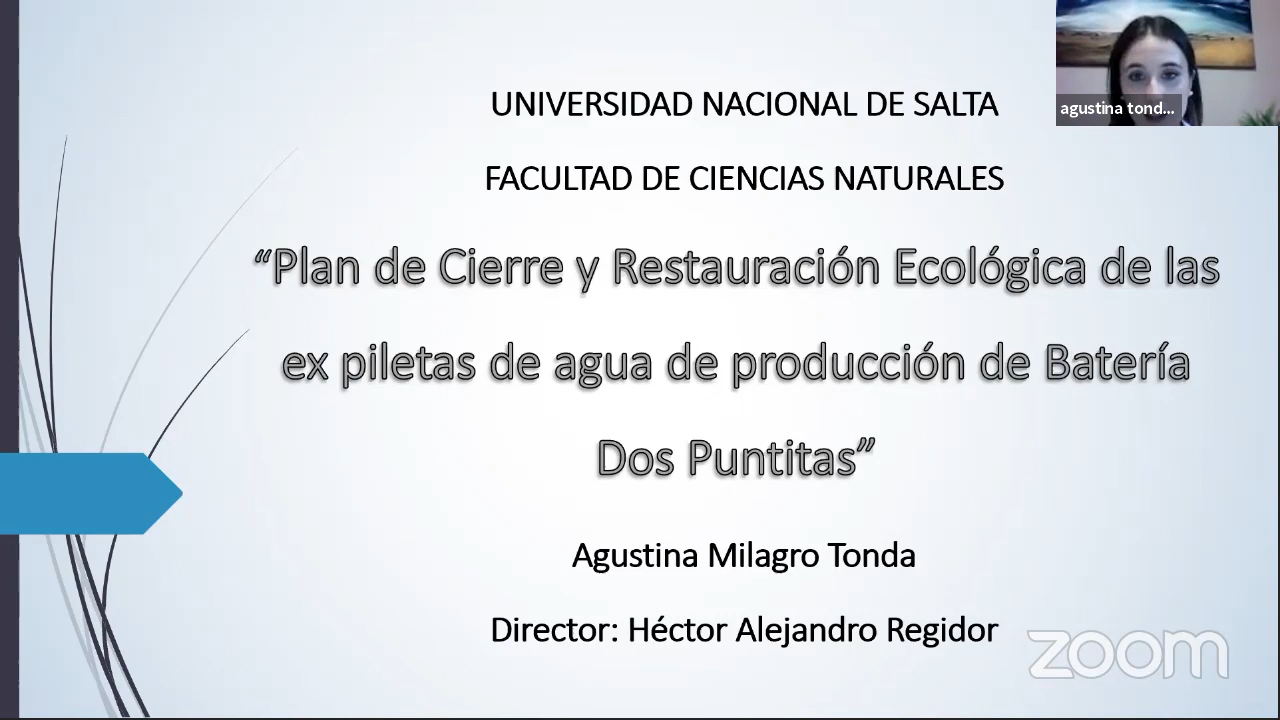 UNIVERSIDAD NACIONAL DE SALTA
agustina tond...
FACULTAD DE CIENCIAS NATURALES
“Plan de Cierre y Restauración Ecológica de las
ex piletas de agua de producción de Batería
Dos Puntitas”
Agustina Milagro Tonda
Director: Héctor Alejandro Regidor
zoom